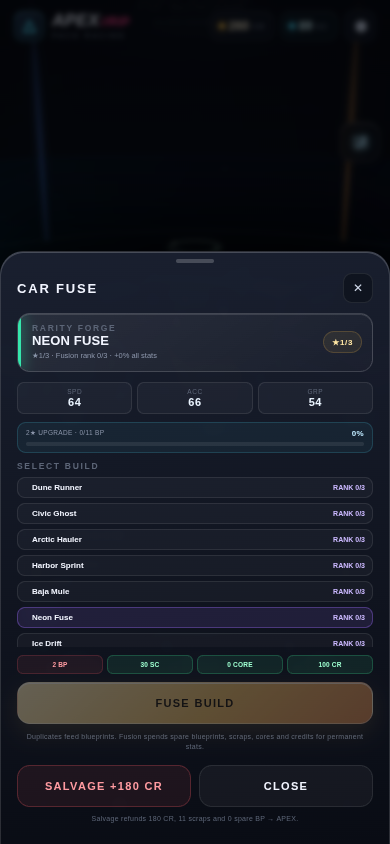 APEX
CAR FUSE
✕
RARITY FORGE
NEON FUSE
★1/3 · Fusion rank 0/3 · +0% all stats
★1/3
SPD
64
ACC
66
GRP
54
2★ UPGRADE · 0/11 BP
0%
SELECT BUILD
Dune Runner
RANK 0/3
Civic Ghost
RANK 0/3
Arctic Hauler
RANK 0/3
Harbor Sprint
RANK 0/3
Baja Mule
RANK 0/3
Neon Fuse
RANK 0/3
Ice Drift
RANK 0/3
2 BP
30 SC
0 CORE
100 CR
FUSE BUILD
Duplicates feed blueprints. Fusion spends spare blueprints, scraps, cores and credits for permanent
stats.
SALVAGE +180 CR
CLOSE
Salvage refunds 180 CR, 11 scraps and 0 spare BP → APEX.